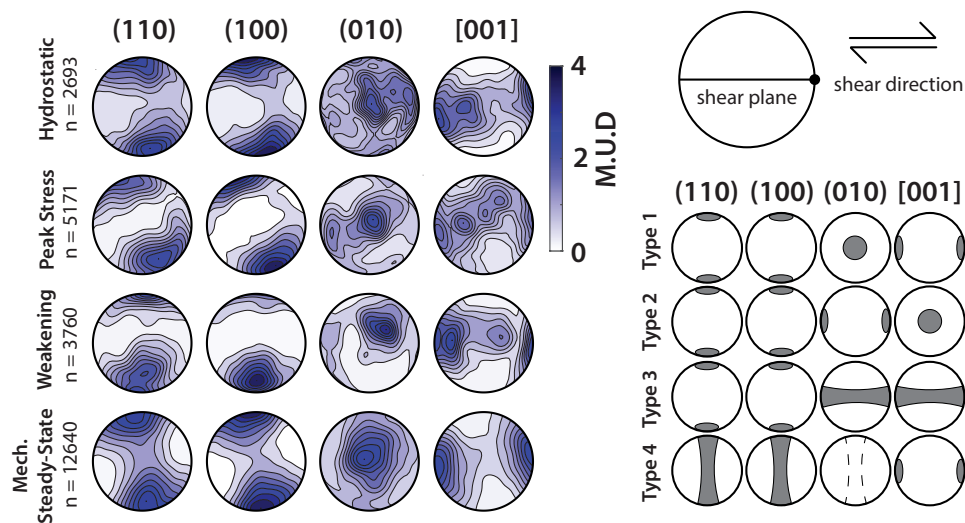 (110) (100) (010) [001]
Hydrostatic
n = 2693
Peak Stress
n = 5171
Weakening
n = 3760
Mech.
Steady-State
n = 12640
4
2
0
M.U.D
shear plane
shear direction
(110) (100) (010) [001]
Type 1
Type 2
Type 3
Type 4